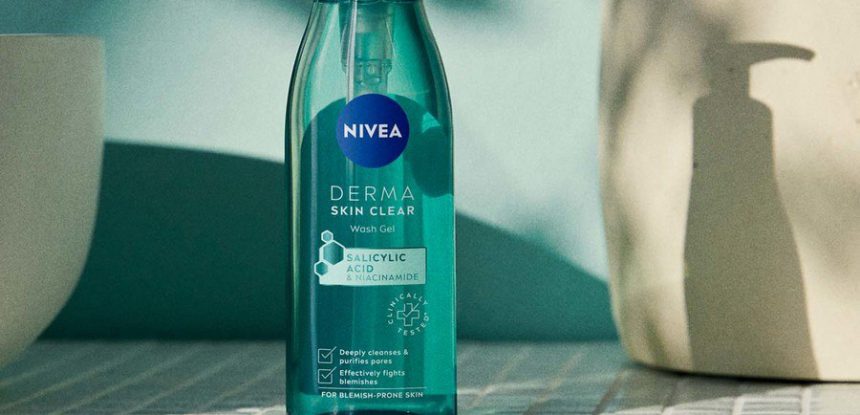 NIVEA
DERMA
SKIN CLEAR
Wash Gel
SALICYLIC
ACID
& NIACINAMIDE
CLINICALLY
TESTED*
Deeply cleanses &
purifies pores
Effectively fights
blemishes
FOR BLEMISH-PRONE SKIN